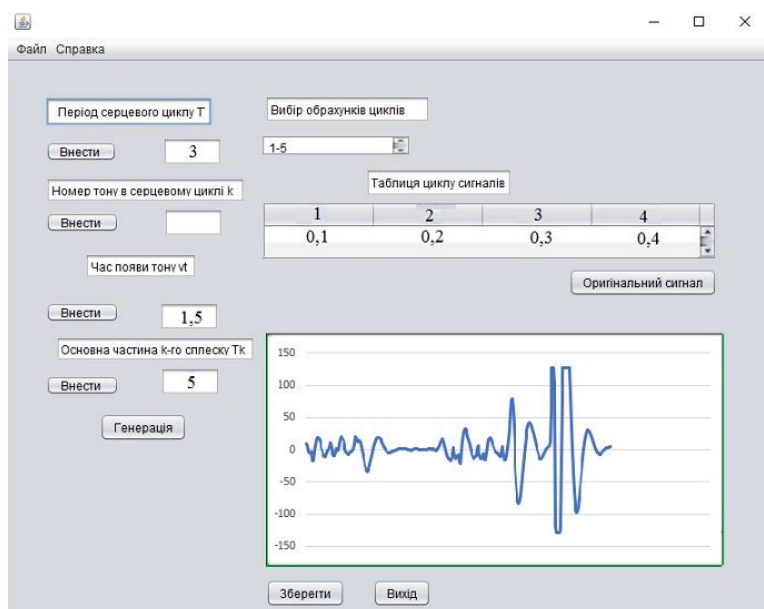 Файл Справка
Період серцевого циклу T
Внести
3
Номер тону в серцевому циклі k
Внести
Час появи тону vt
Внести
1,5
Основна частина k-го сплеску Tk
Внести
5
Генерація
Вибір обрахунків циклів
1-5
Таблиця циклу сигналів
1 2 3 4
0,1 0,2 0,3 0,4
Оригінальний сигнал
150
100
50
0
-50
-100
-150
Зберегти
Вихід